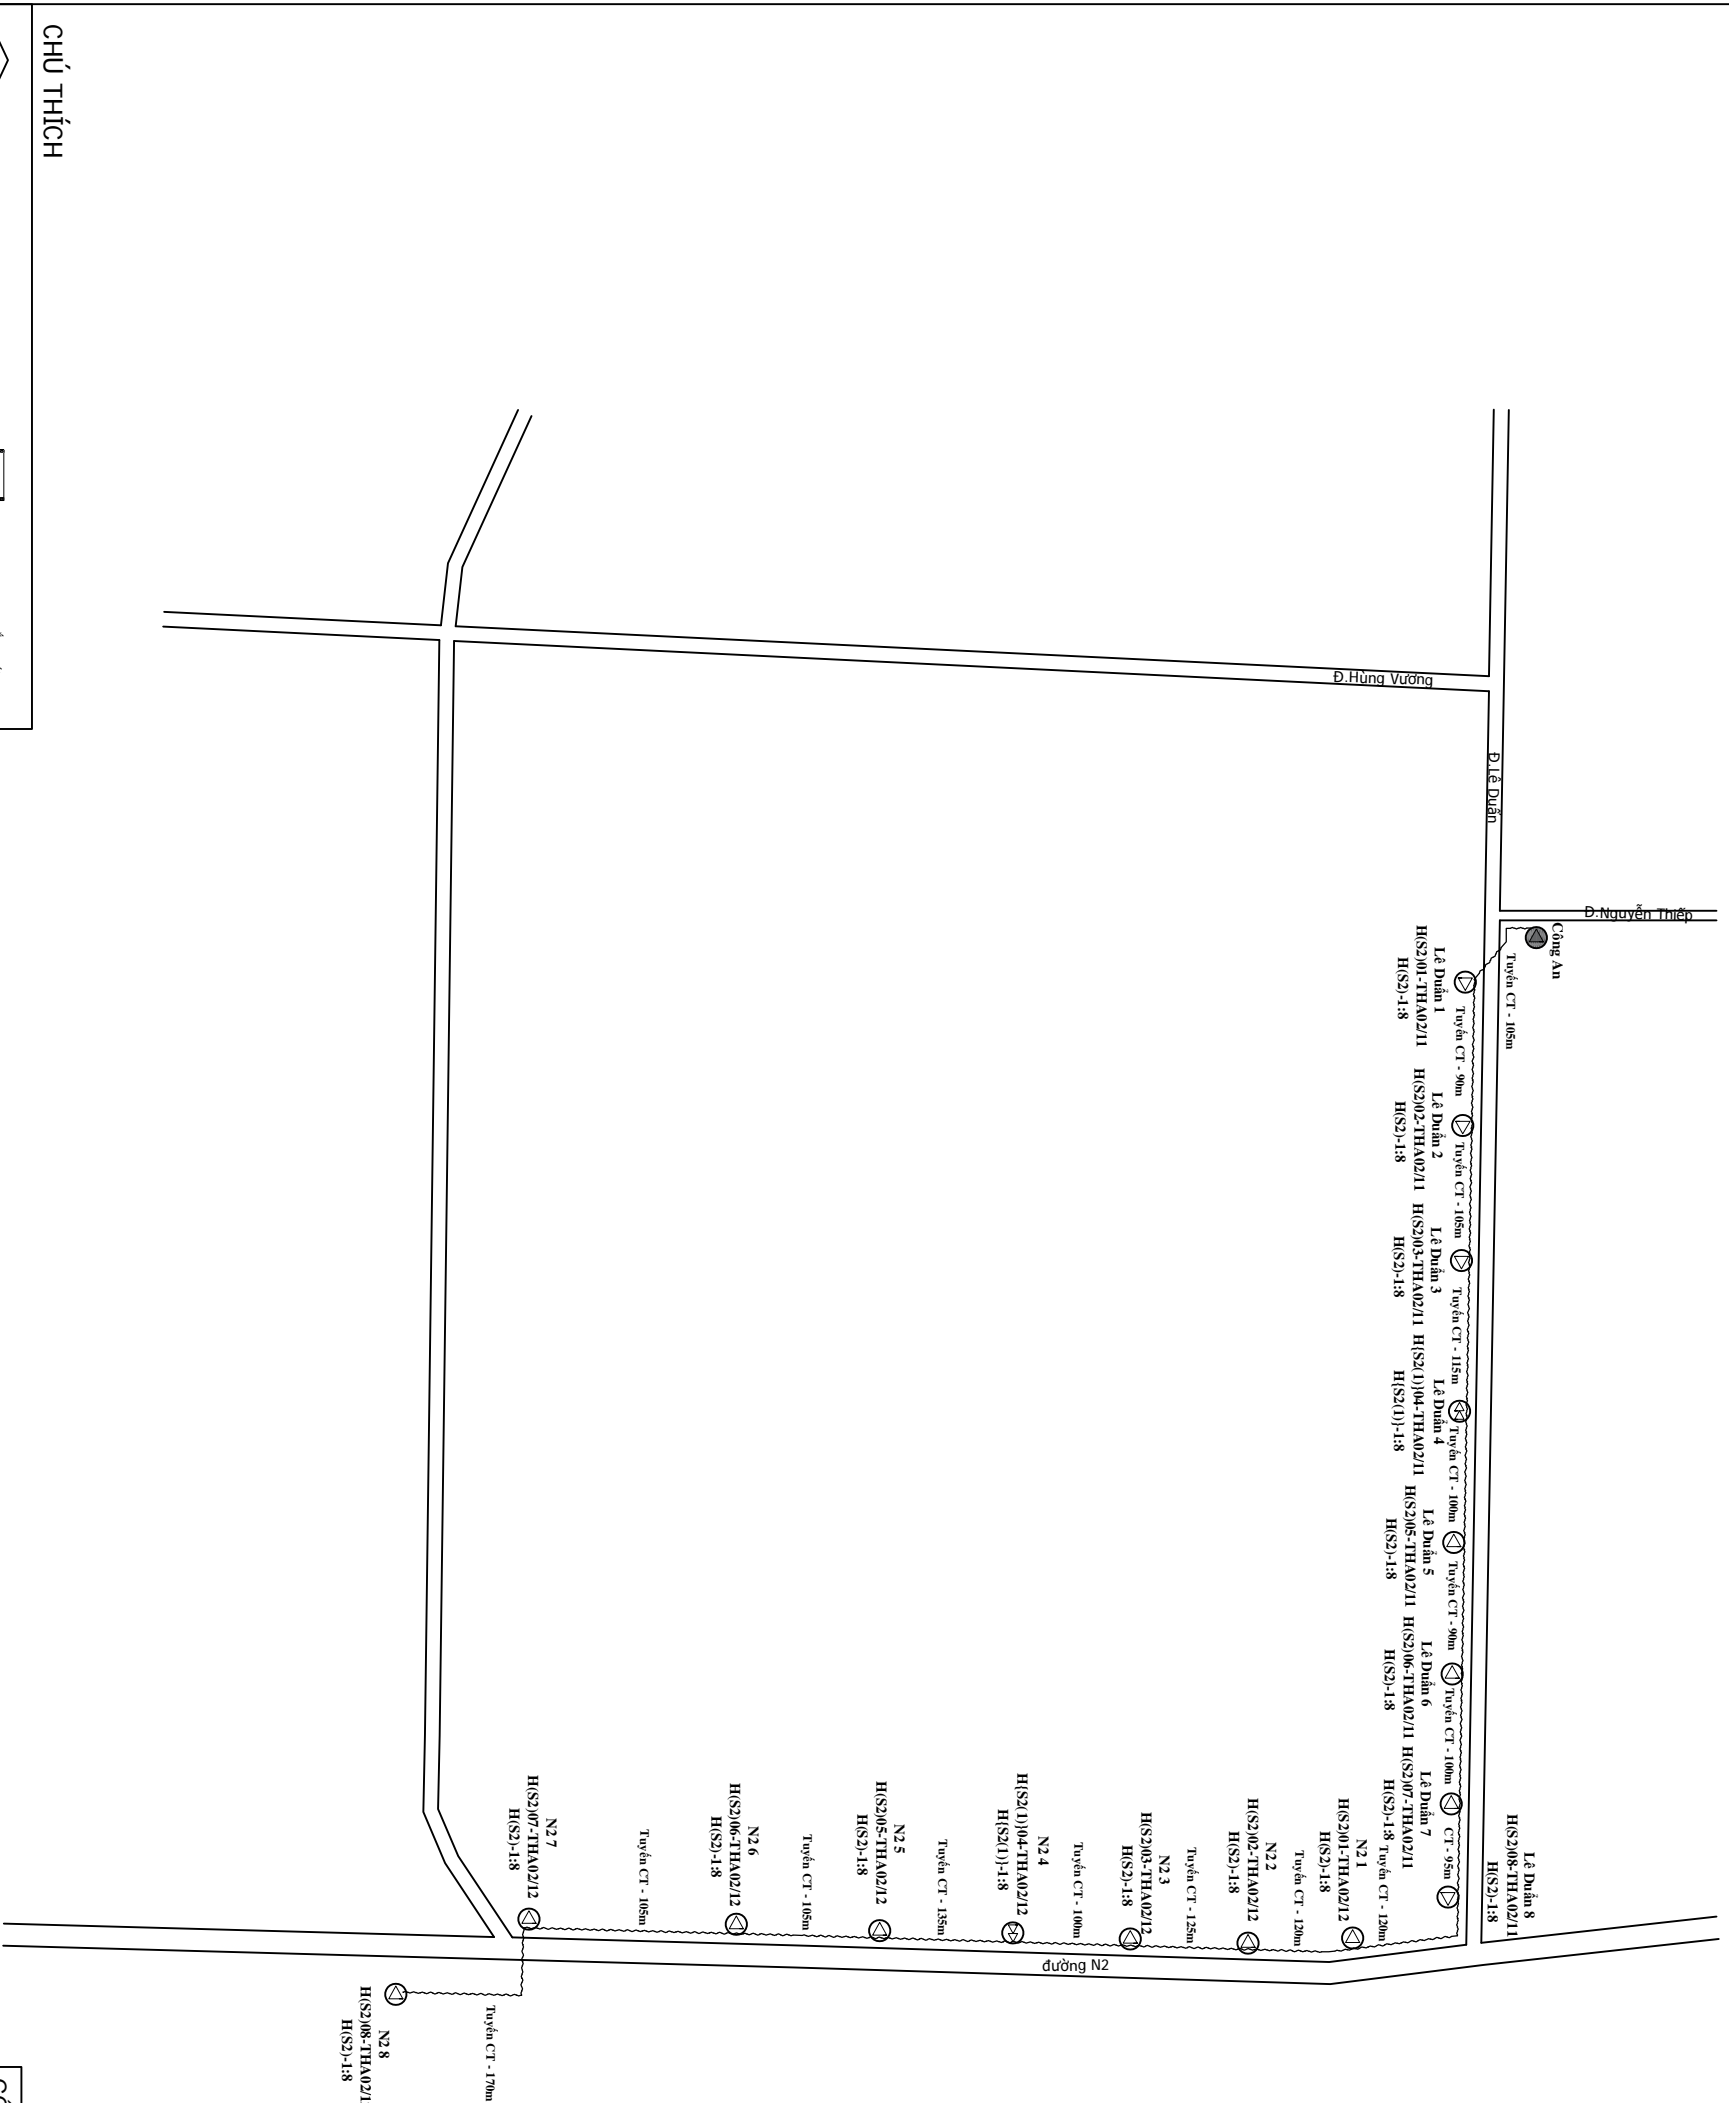 CHÚ THÍCH
Đ.Hùng Vương
Đ.Lê Duẩn
Đ.Nguyễn Thiếp
Công An
Tuyến CT - 105m
Lê Duẩn 1
H(S2)01-THA02/11
H(S2)-1:8
Tuyến CT - 90m
Lê Duẩn 2
H(S2)02-THA02/11
H(S2)-1:8
Tuyến CT - 105m
Lê Duẩn 3
H(S2)03-THA02/11
H(S2)-1:8
Tuyến CT - 115m
Lê Duẩn 4
H{S2(1)}04-THA02/11
H{S2(1)}-1:8
Tuyến CT - 100m
Lê Duẩn 5
H(S2)05-THA02/11
H(S2)-1:8
Tuyến CT - 90m
Lê Duẩn 6
H(S2)06-THA02/11
H(S2)-1:8
Tuyến CT - 100m
Lê Duẩn 7
H(S2)07-THA02/11
H(S2)-1:8
CT - 95m
Lê Duẩn 8
H(S2)08-THA02/11
H(S2)-1:8
Tuyến CT - 120m
N2 1
H(S2)01-THA02/12
H(S2)-1:8
Tuyến CT - 120m
N2 2
H(S2)02-THA02/12
H(S2)-1:8
Tuyến CT - 125m
N2 3
H(S2)03-THA02/12
H(S2)-1:8
Tuyến CT - 100m
N2 4
H{S2(1)}04-THA02/12
H{S2(1)}-1:8
Tuyến CT - 135m
N2 5
H(S2)05-THA02/12
H(S2)-1:8
Tuyến CT - 105m
N2 6
H(S2)06-THA02/12
H(S2)-1:8
Tuyến CT - 105m
N2 7
H(S2)07-THA02/12
H(S2)-1:8
đường N2
Tuyến CT - 170m
N2 8
H(S2)08-THA02/1
H(S2)-1:8